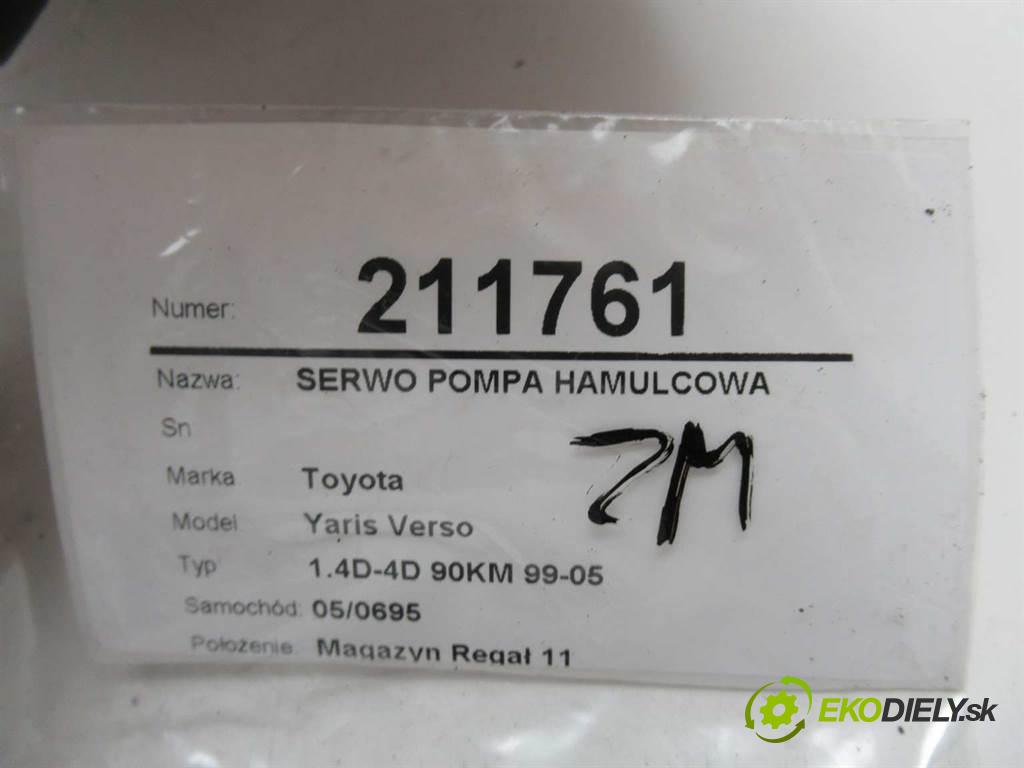 Numer: 211761
Nazwa: SERWO POMPA HAMULCOWA
Sn
ZM
Marka Toyota
Model Yaris Verso
Typ 1.4D-4D 90KM 99-05
Samochód: 05/0695
Położenie: Magazyn Regał 11
EKODIELY.sk